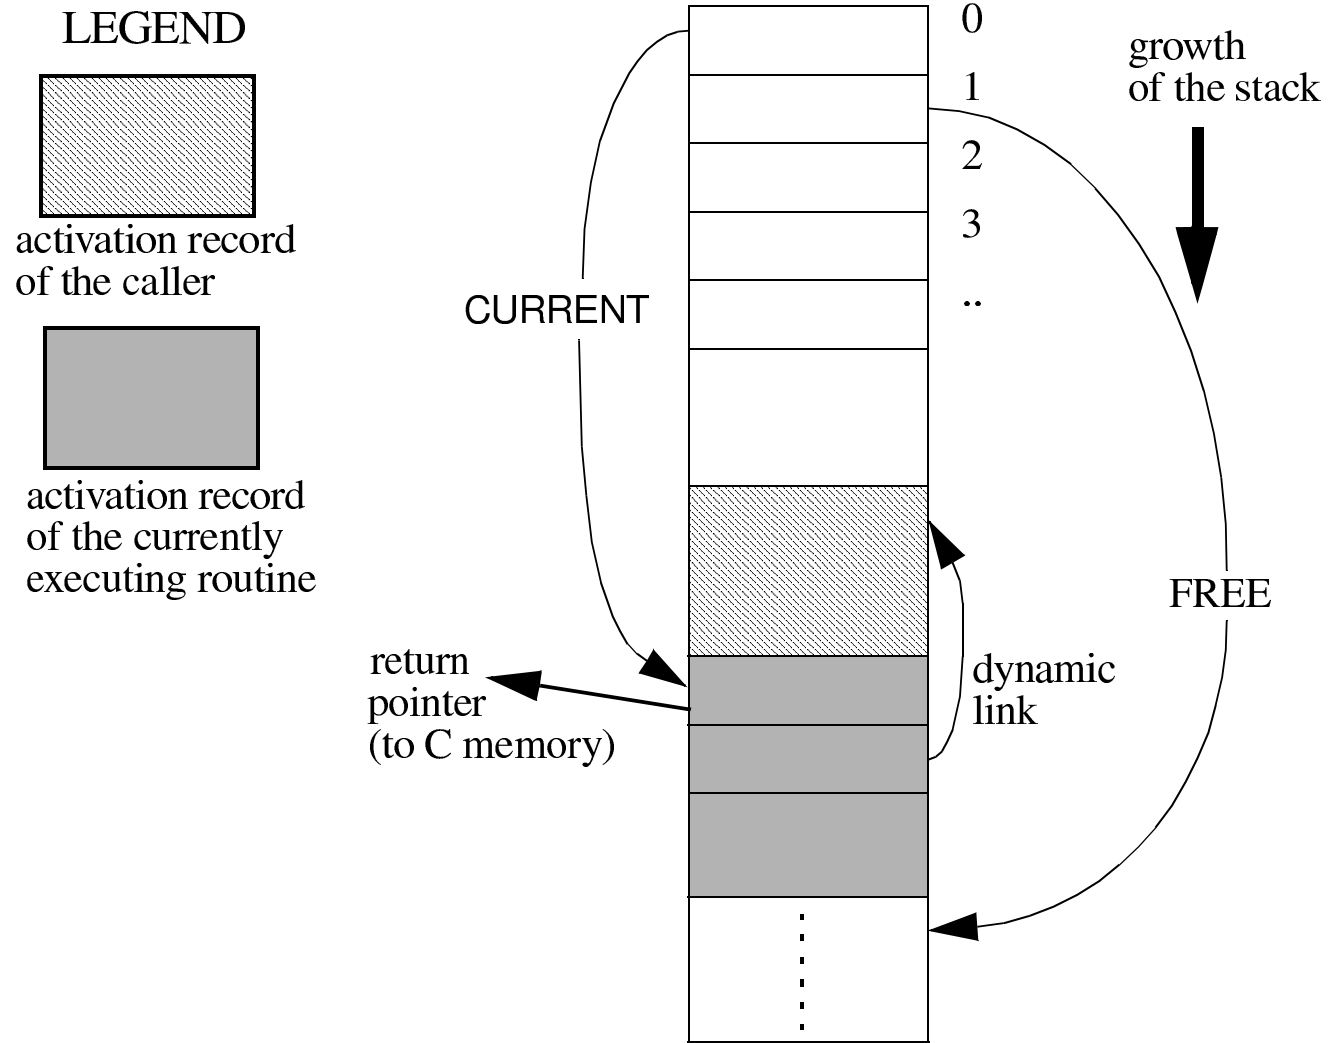 LEGEND
activation record
of the caller
activation record
of the currently
executing routine
CURRENT
return
pointer
(to C memory)
0
1
2
3
..
growth
of the stack
dynamic
link
FREE